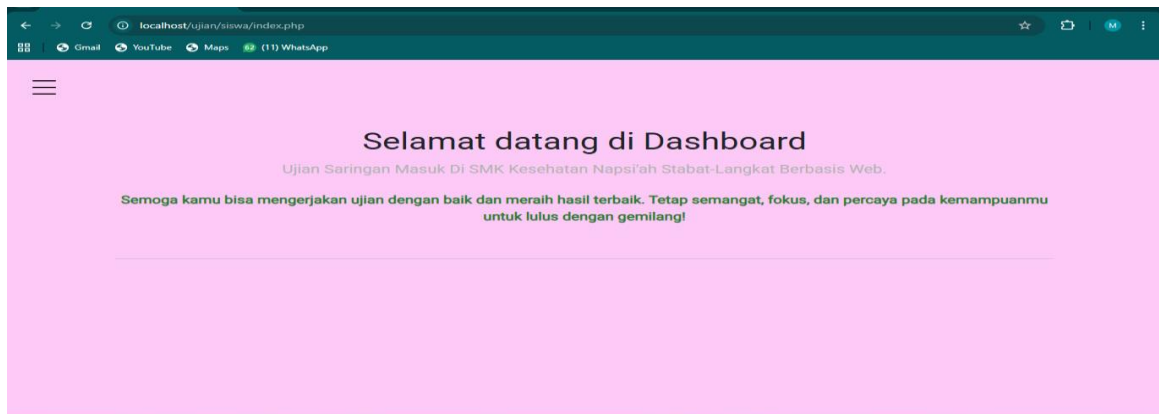 localhost/ujian/siswa/index.php
M
Gmail YouTube Maps 62 (11) WhatsApp
Selamat datang di Dashboard
Ujian Saringan Masuk Di SMK Kesehatan Napsi'ah Stabat-Langkat Berbasis Web.
Semoga kamu bisa mengerjakan ujian dengan baik dan meraih hasil terbaik. Tetap semangat, fokus, dan percaya pada kemampuanmu
untuk lulus dengan gemilang!